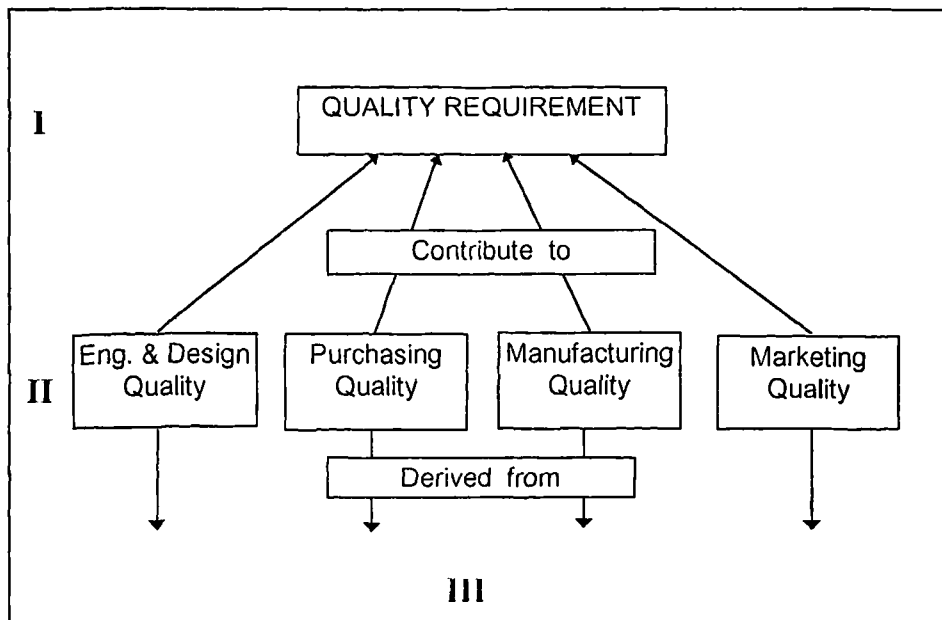 I
QUALITY REQUIREMENT
Contribute to
II
Eng. & Design
Quality
Purchasing
Quality
Manufacturing
Quality
Marketing
Quality
Derived from
III